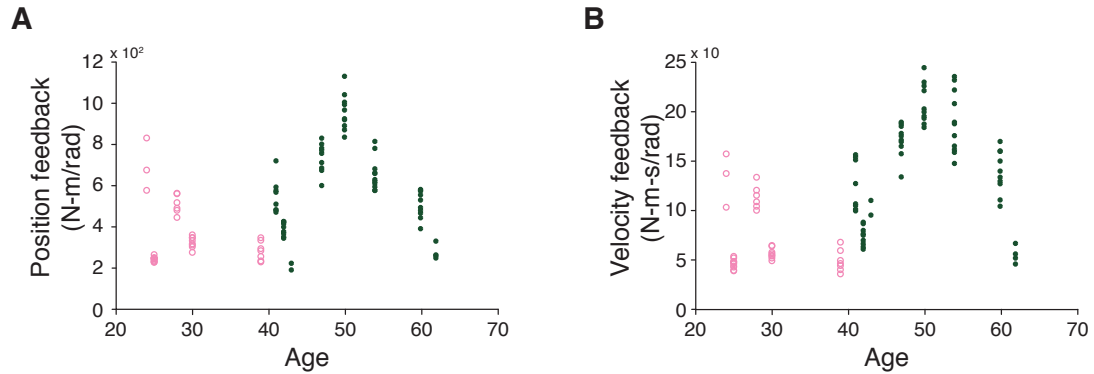 A
x 10²
12
10
8
6
4
2
0
20 30 40 50 60 70
Age
Position feedback
(N-m/rad)
B
x 10
25
20
15
10
5
0
20 30 40 50 60 70
Age
Velocity feedback
(N-m-s/rad)